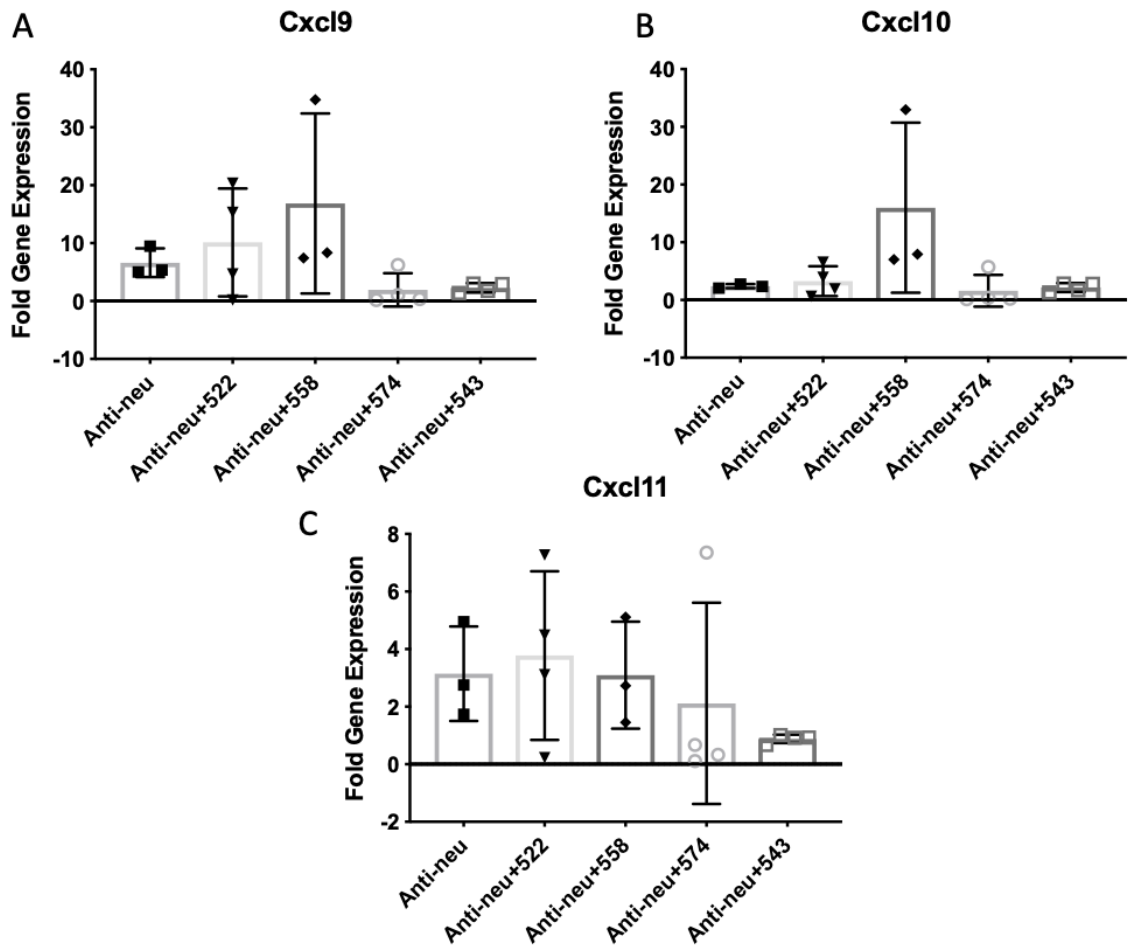 A
Cxcl9
Fold Gene Expression
40
30
20
10
0
-10
Anti-neu
Anti-neu+522
Anti-neu+558
Anti-neu+574
Anti-neu+543
B
Cxcl10
Fold Gene Expression
40
30
20
10
0
-10
Anti-neu
Anti-neu+522
Anti-neu+558
Anti-neu+574
Anti-neu+543
C
Cxcl11
Fold Gene Expression
8
6
4
2
0
-2
Anti-neu
Anti-neu+522
Anti-neu+558
Anti-neu+574
Anti-neu+543